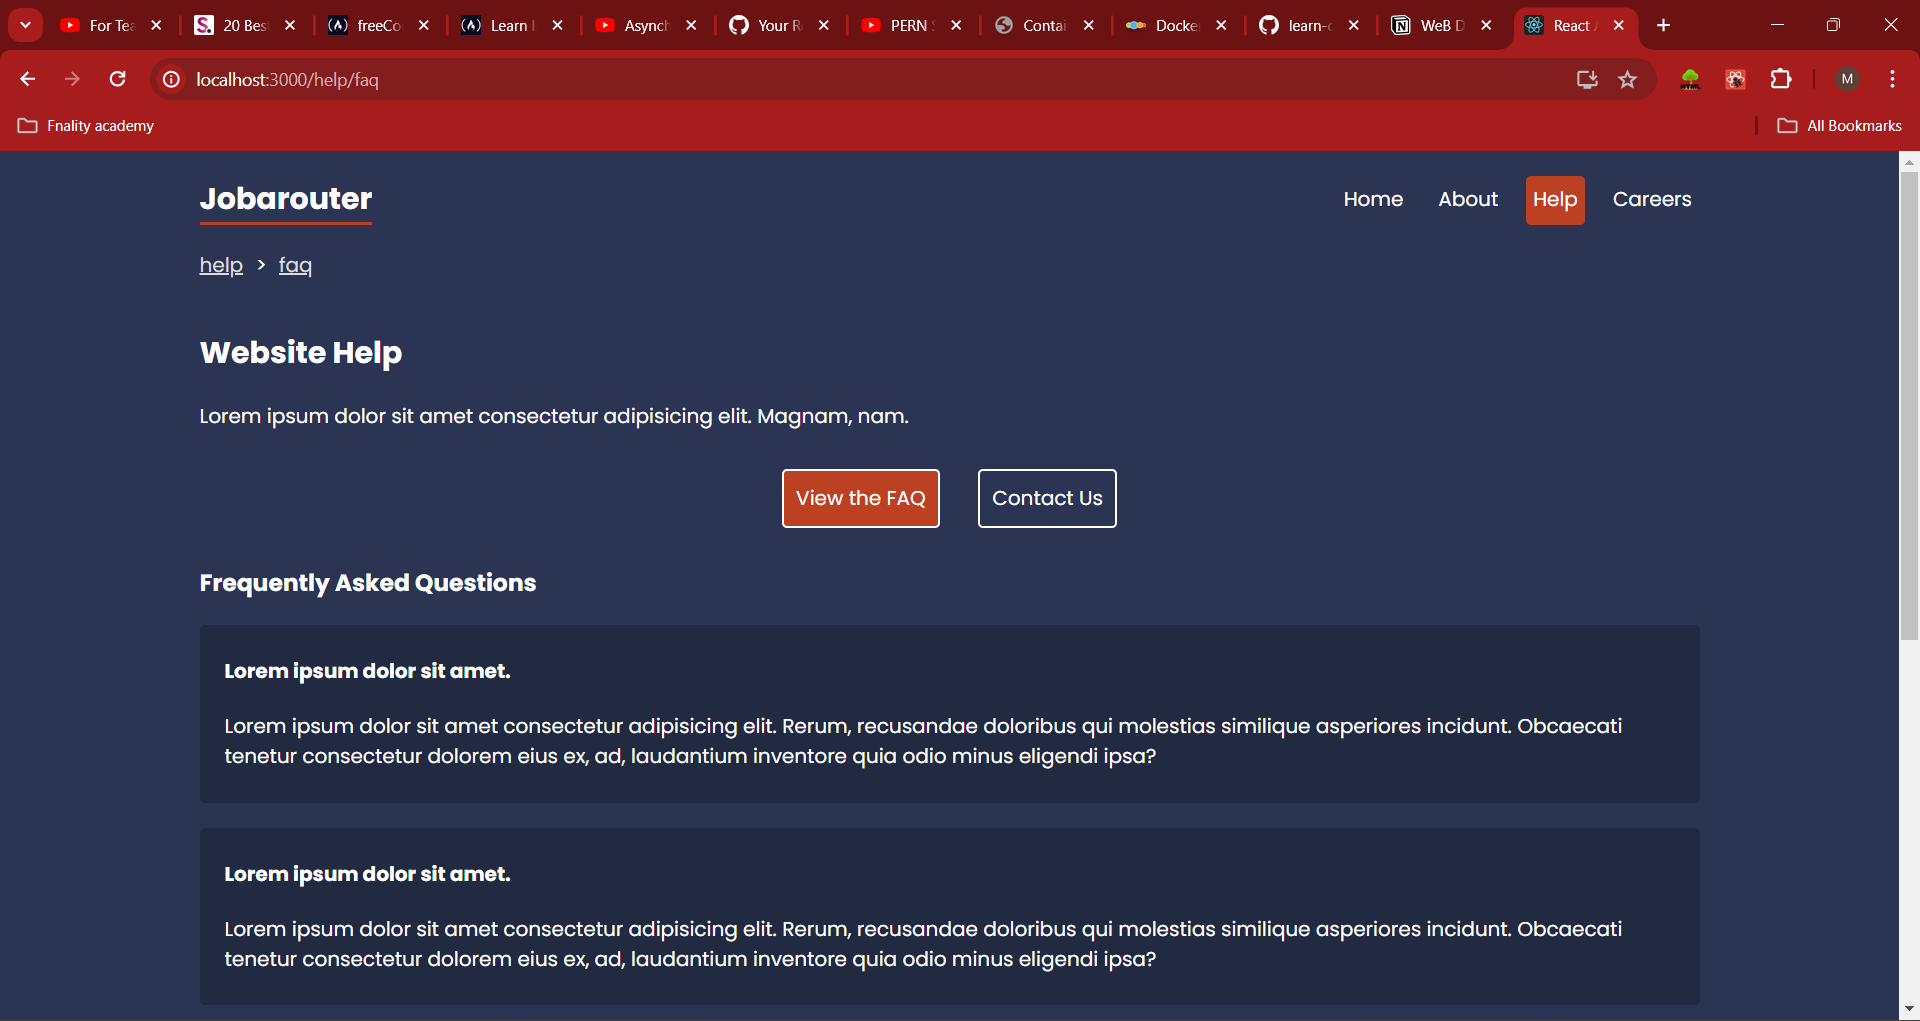 For Tea
20 Bes
freeCo
Learn
Asynch
Your R
PERN
Contai
Docke
learn-c
WeB D
React
localhost:3000/help/faq
M
Fnality academy
All Bookmarks
Jobarouter
Home About Help Careers
help > faq
Website Help
Lorem ipsum dolor sit amet consectetur adipisicing elit. Magnam, nam.
View the FAQ
Contact Us
Frequently Asked Questions
Lorem ipsum dolor sit amet.
Lorem ipsum dolor sit amet consectetur adipisicing elit. Rerum, recusandae doloribus qui molestias similique asperiores incidunt. Obcaecati
tenetur consectetur dolorem eius ex, ad, laudantium inventore quia odio minus eligendi ipsa?
Lorem ipsum dolor sit amet.
Lorem ipsum dolor sit amet consectetur adipisicing elit. Rerum, recusandae doloribus qui molestias similique asperiores incidunt. Obcaecati
tenetur consectetur dolorem eius ex, ad, laudantium inventore quia odio minus eligendi ipsa?